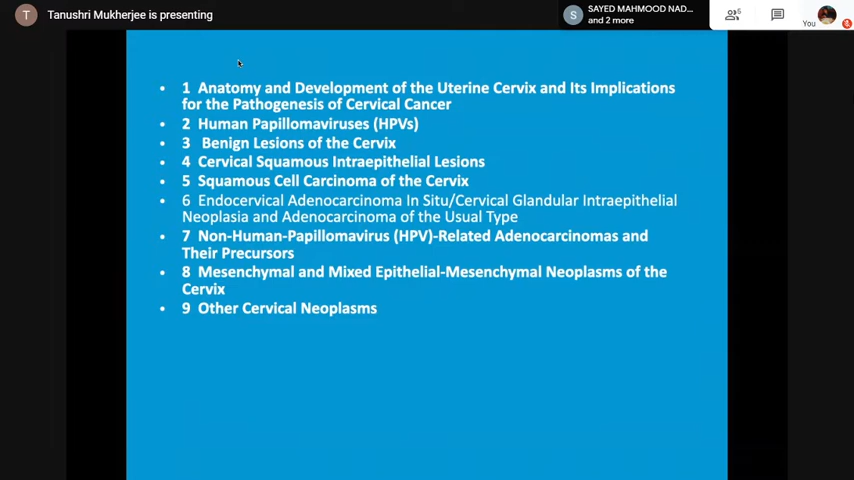 T Tanushri Mukherjee is presenting
S SAYED MAHMOOD NAD...
and 2 more
6
You
• 1 Anatomy and Development of the Uterine Cervix and Its Implications
for the Pathogenesis of Cervical Cancer
• 2 Human Papillomaviruses (HPVs)
• 3 Benign Lesions of the Cervix
• 4 Cervical Squamous Intraepithelial Lesions
• 5 Squamous Cell Carcinoma of the Cervix
• 6 Endocervical Adenocarcinoma In Situ/Cervical Glandular Intraepithelial
Neoplasia and Adenocarcinoma of the Usual Type
• 7 Non-Human-Papillomavirus (HPV)-Related Adenocarcinomas and
Their Precursors
• 8 Mesenchymal and Mixed Epithelial-Mesenchymal Neoplasms of the
Cervix
• 9 Other Cervical Neoplasms